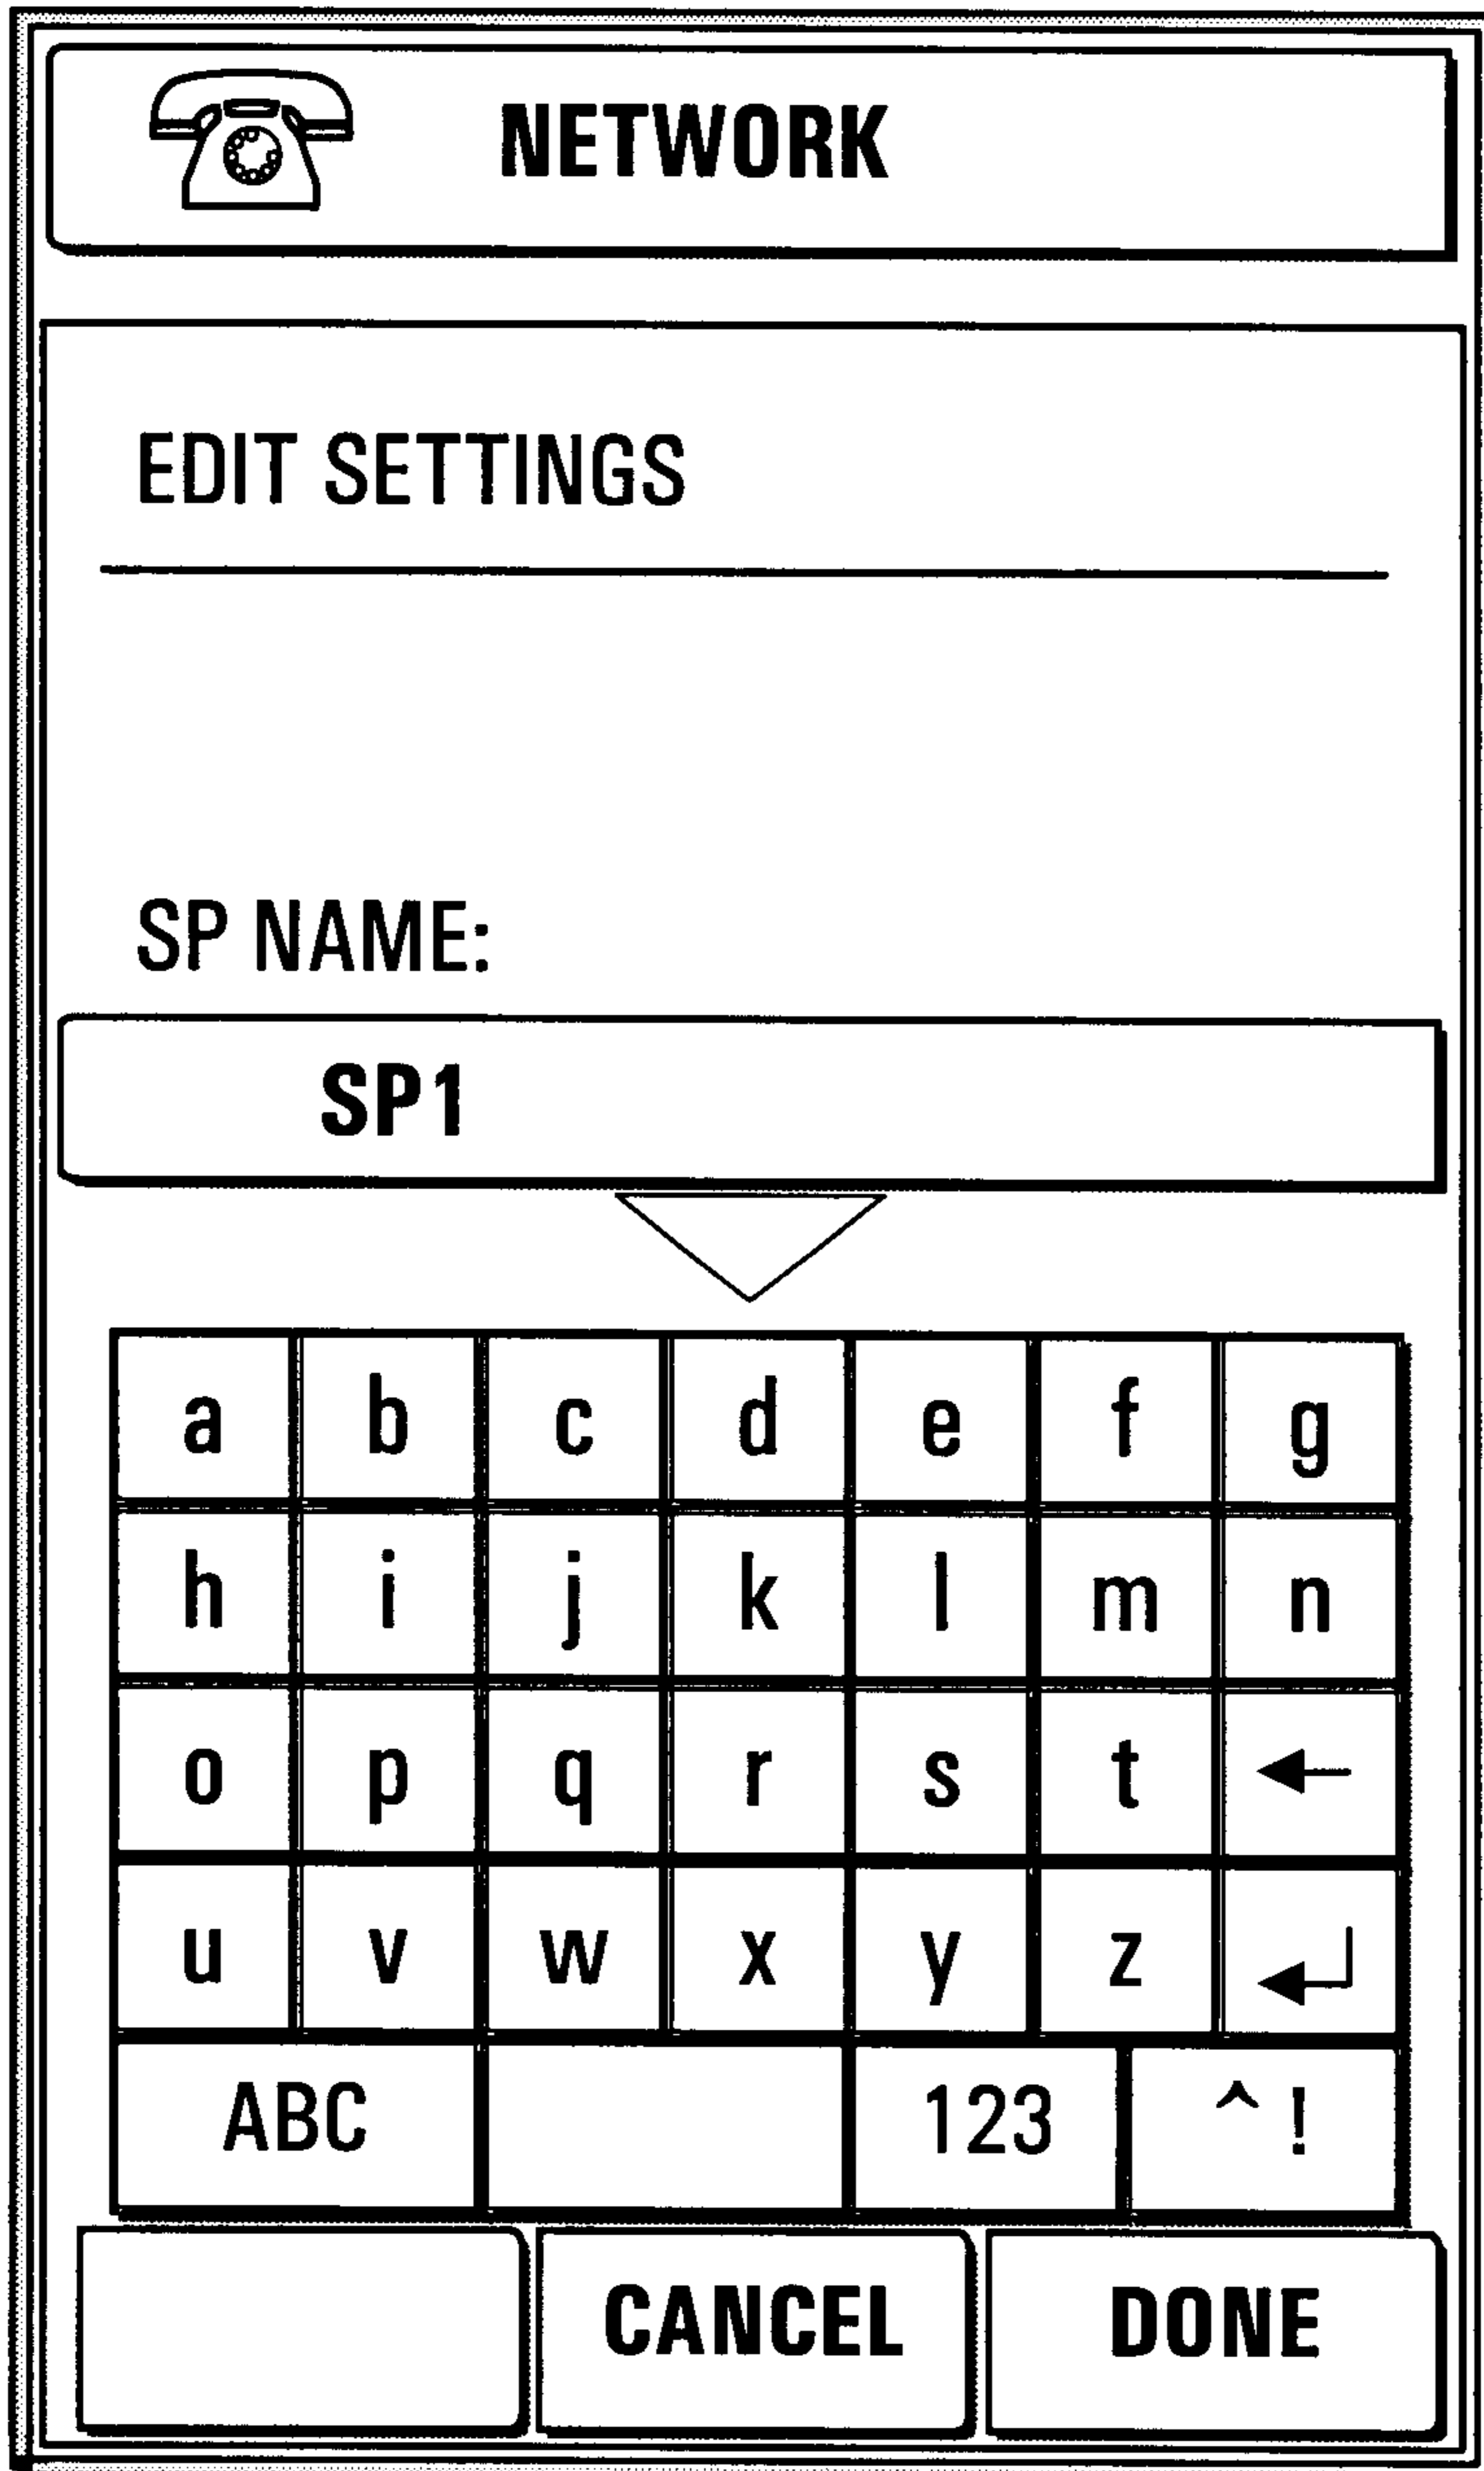 NETWORK
EDIT SETTINGS
SP NAME:
SP1
a b c d e f g
h i j k l m n
o p q r s t ←
u v w x y z ↵
ABC 123 ^ !
CANCEL DONE